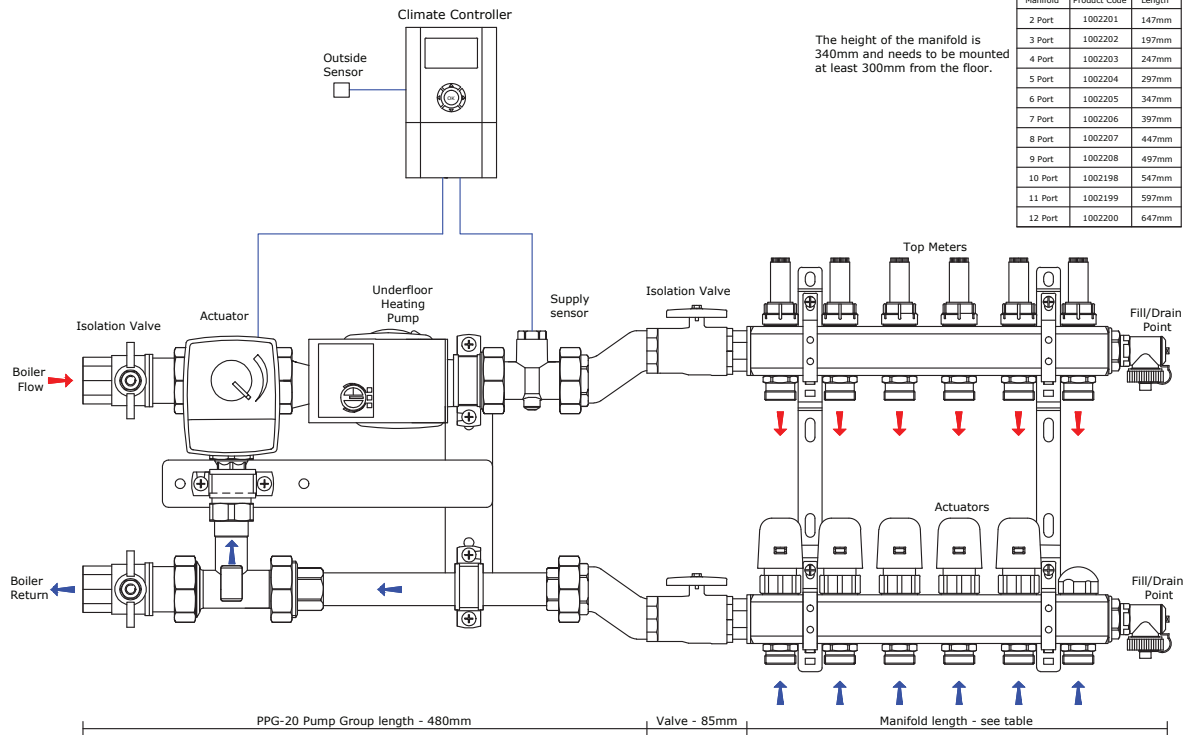 Climate Controller
Outside
Sensor
OK
The height of the manifold is
340mm and needs to be mounted
at least 300mm from the floor.
Manifold Product Code Length
2 Port 1002201 147mm
3 Port 1002202 197mm
4 Port 1002203 247mm
5 Port 1002204 297mm
6 Port 1002205 347mm
7 Port 1002206 397mm
8 Port 1002207 447mm
9 Port 1002208 497mm
10 Port 1002198 547mm
11 Port 1002199 597mm
12 Port 1002200 647mm
Top Meters
Isolation Valve
Actuator
Underfloor
Heating
Pump
Supply
sensor
Isolation Valve
Fill/Drain
Point
Boiler
Flow
Actuators
Boiler
Return
Fill/Drain
Point
PPG-20 Pump Group length - 480mm
Valve - 85mm
Manifold length - see table